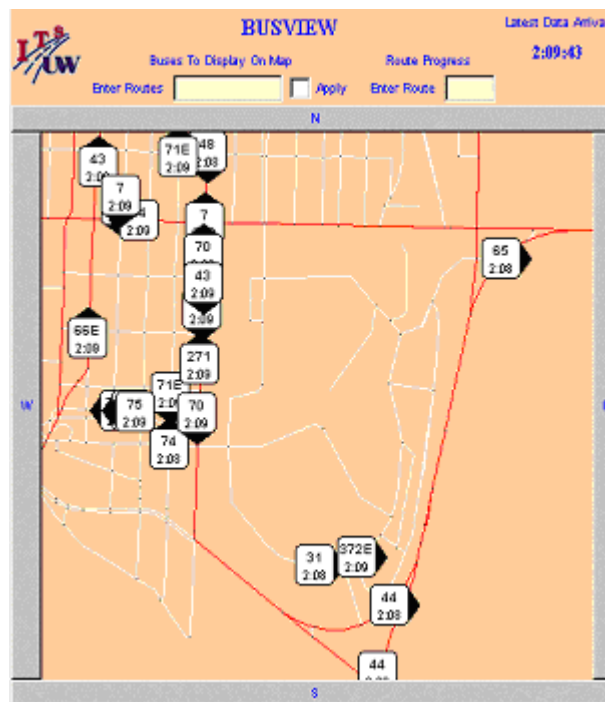 ITS
UW
BUSVIEW
Latest Data Arriva
2:09:43
Buses To Display On Map
Route Progress
Enter Routes
Apply
Enter Route
N
71E
2:09
48
2:08
43
7
2:09
4
2:09
7
70
43
2:09
2:09
65
2:08
66E
2:08
271
2:09
71E
75
2:09
70
2:09
W
74
2:08
31
2:08
372E
2:09
44
2:08
44
S